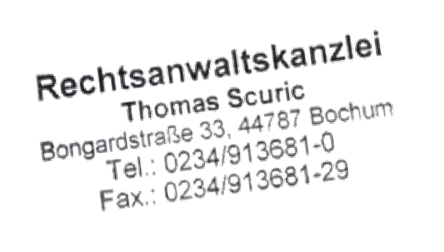 Rechtsanwaltskanzlei
Thomas Scuric
Bongardstraße 33, 44787 Bochum
Tel.: 0234/913681-0
Fax.: 0234/913681-29